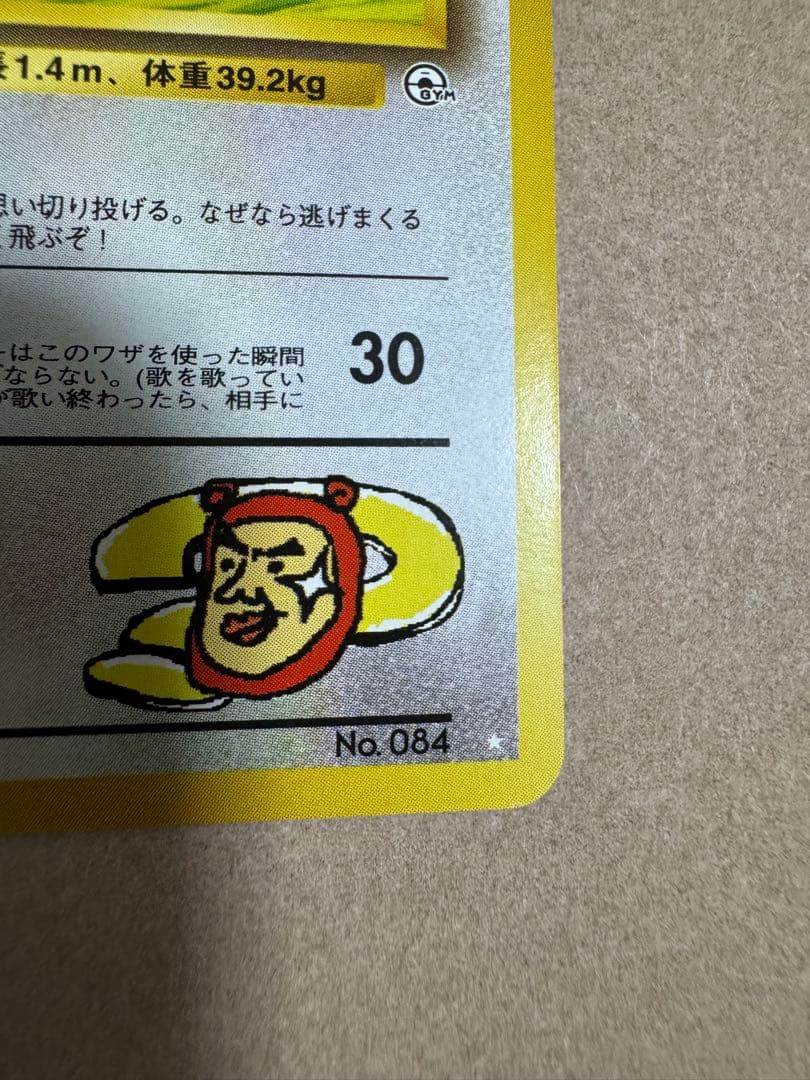 長1.4m、体重39.2kg
GYM
思い切り投げる。なぜなら逃げまくる
飛ぶぞ!
ーはこのワザを使った瞬間
30
ばならない。(歌を歌ってい
が歌い終わったら、相手に
No. 084